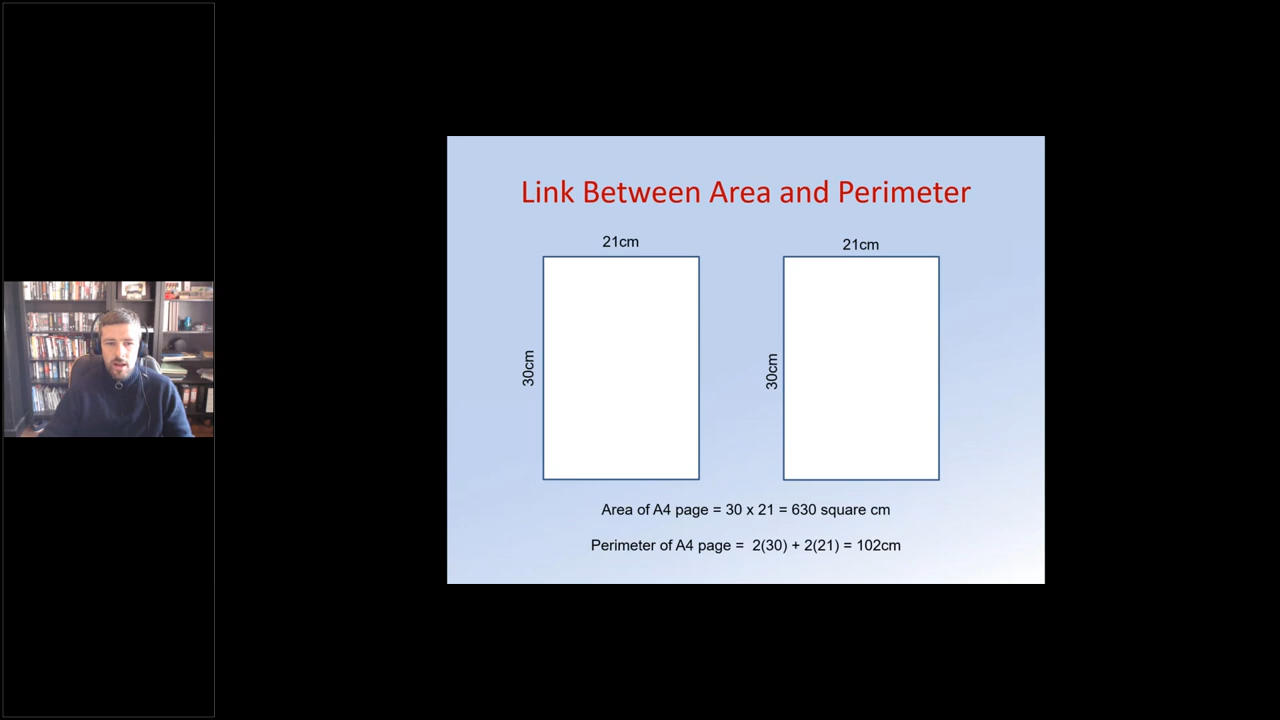 Link Between Area and Perimeter
21cm
21cm
30cm
30cm
Area of A4 page = 30 x 21 = 630 square cm
Perimeter of A4 page = 2(30) + 2(21) = 102cm